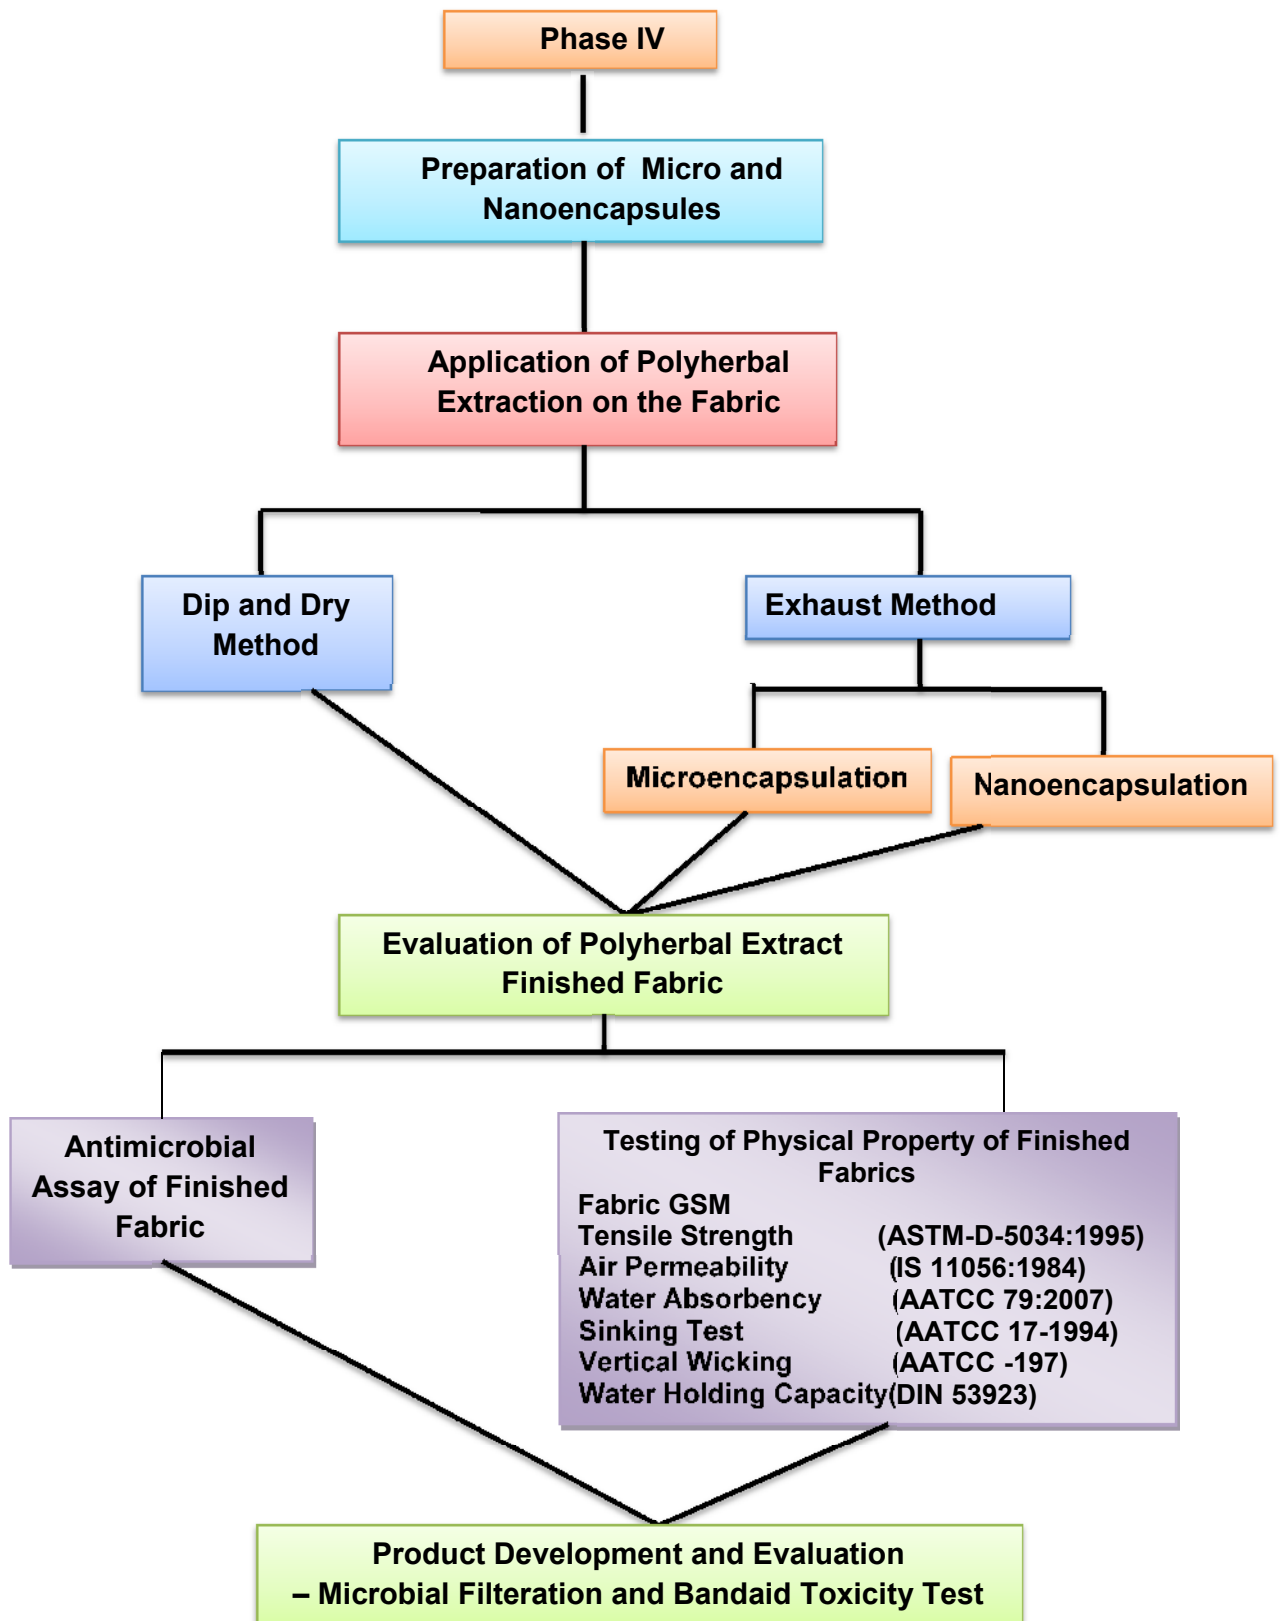 Phase IV
Preparation of Micro and
Nanoencapsules
Application of Polyherbal
Extraction on the Fabric
Dip and Dry
Method
Exhaust Method
Microencapsulation
Nanoencapsulation
Evaluation of Polyherbal Extract
Finished Fabric
Antimicrobial
Assay of Finished
Fabric
Testing of Physical Property of Finished
Fabrics
Fabric GSM
Tensile Strength (ASTM-D-5034:1995)
Air Permeability (IS 11056:1984)
Water Absorbency (AATCC 79:2007)
Sinking Test (AATCC 17-1994)
Vertical Wicking (AATCC -197)
Water Holding Capacity(DIN 53923)
Product Development and Evaluation
– Microbial Filteration and Bandaid Toxicity Test